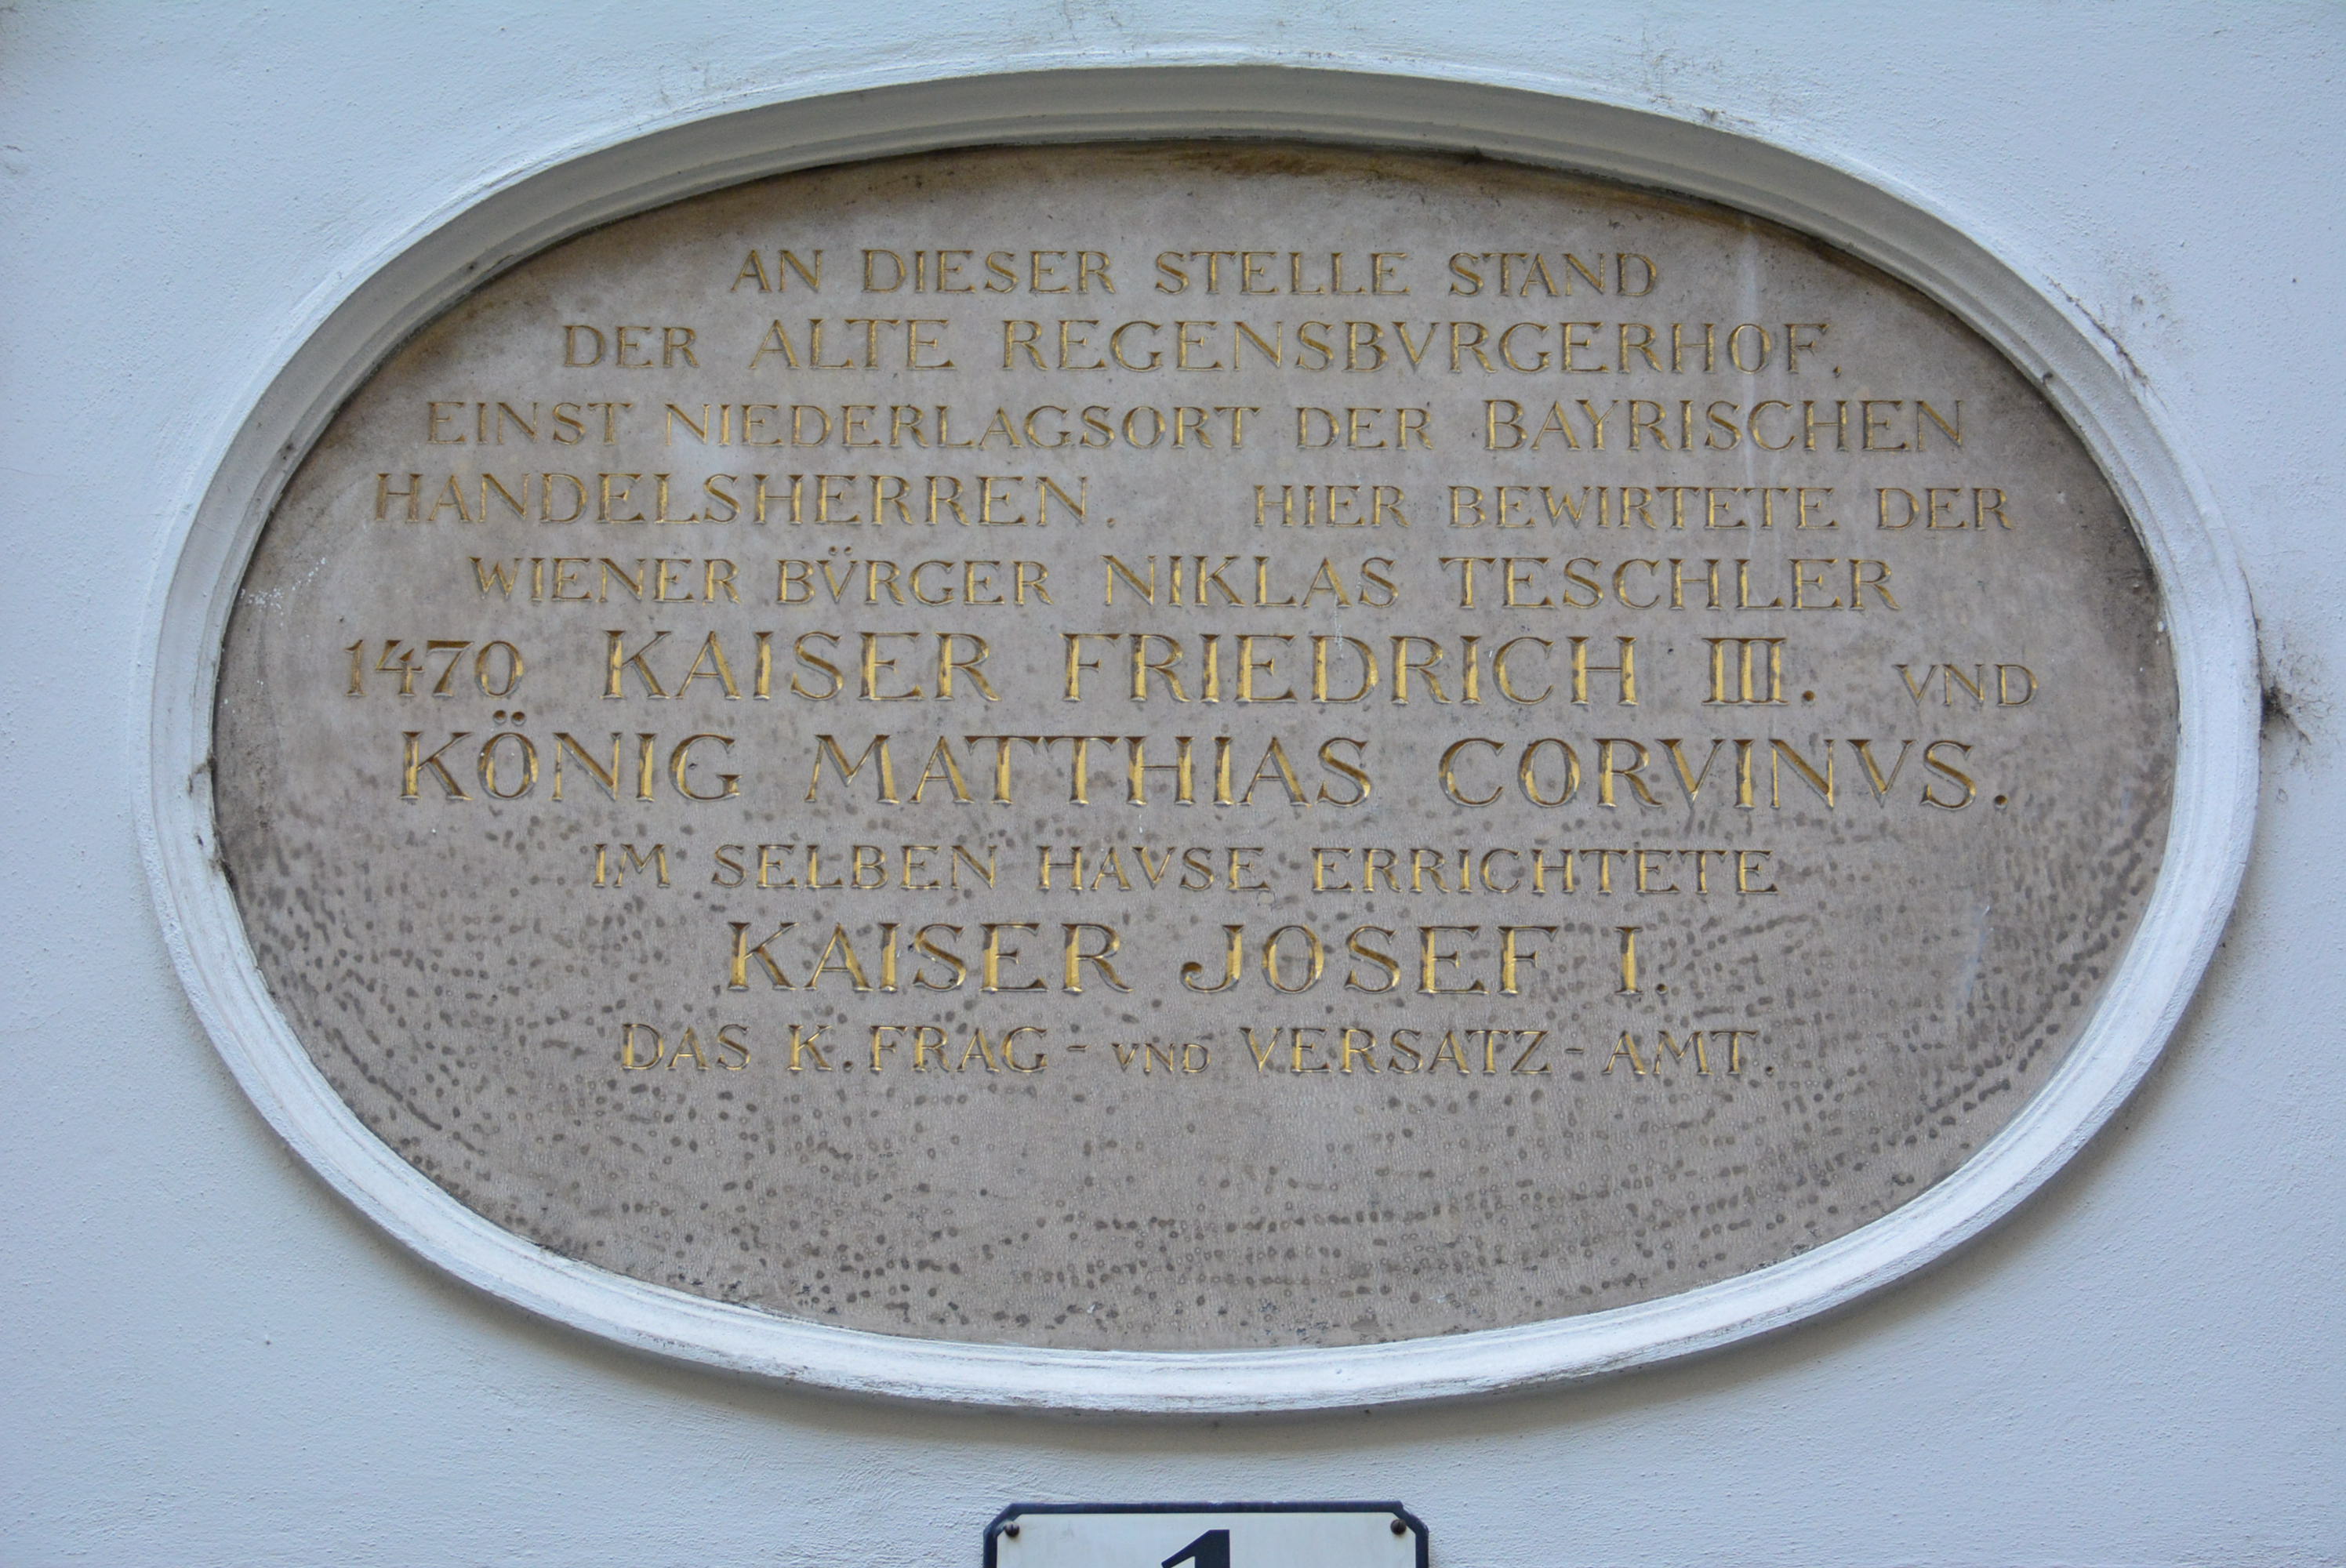 AN DIESER STELLE STAND
DER ALTE REGENSBVRGERHOF,
EINST NIEDERLAGSORT DER BAYRISCHEN
HANDELSHERREN. HIER BEWIRTETE DER
WIENER BV̈RGER NIKLAS TESCHLER
1470 KAISER FRIEDRICH III. VND
KÖNIG MATTHIAS CORVINVS.
IM SELBEN HAVSE ERRICHTETE
KAISER JOSEF I.
DAS K. FRAG- VND VERSATZ-AMT.
1